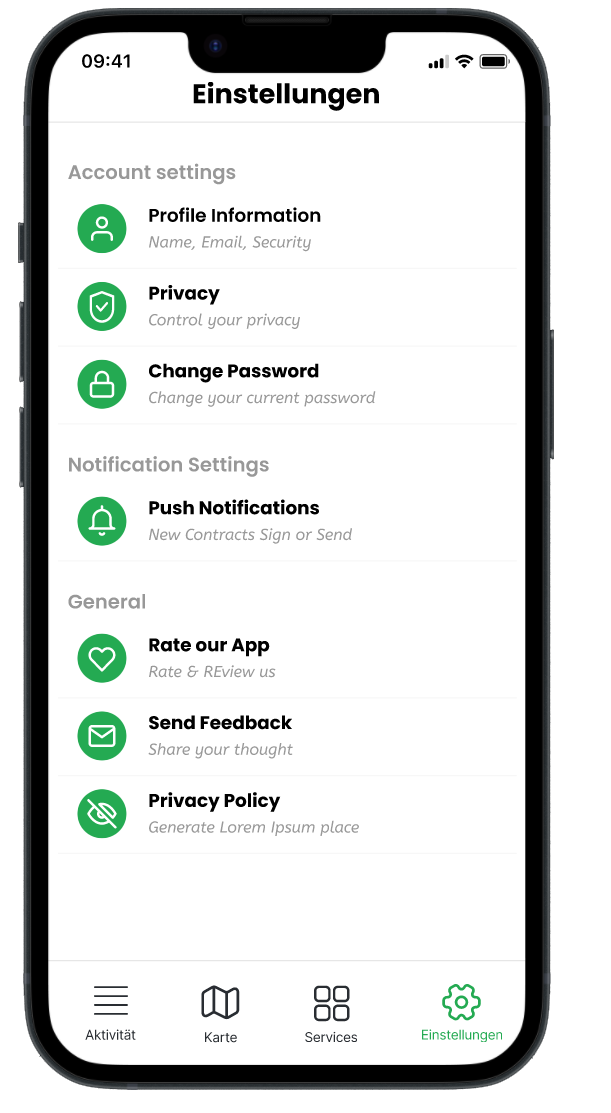 09:41
Einstellungen
Account settings
Profile Information
Name, Email, Security
Privacy
Control your privacy
Change Password
Change your current password
Notification Settings
Push Notifications
New Contracts Sign or Send
General
Rate our App
Rate & REview us
Send Feedback
Share your thought
Privacy Policy
Generate Lorem Ipsum place
Aktivität
Karte
Services
Einstellungen